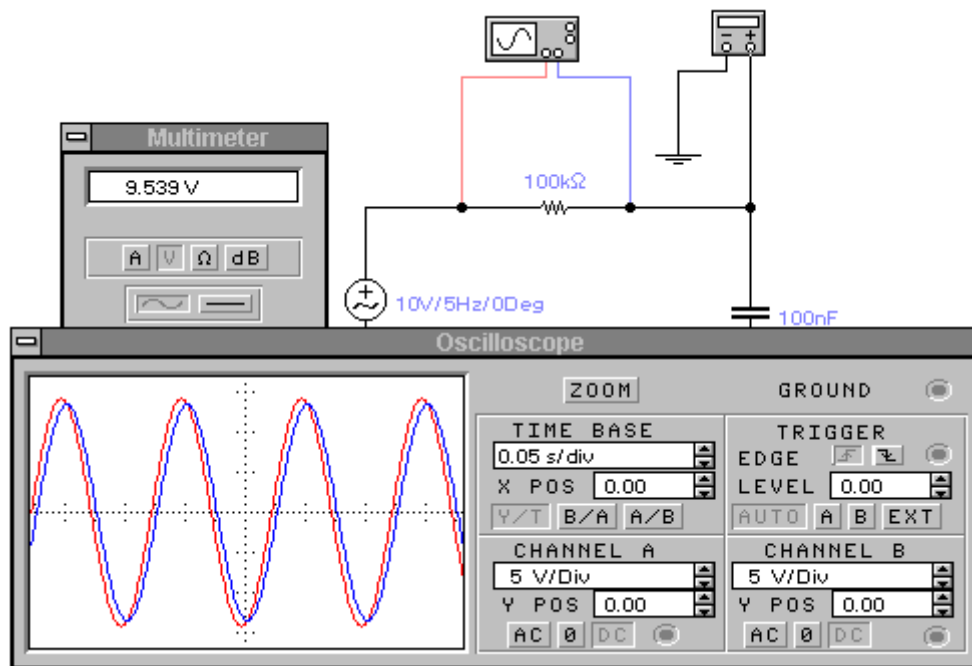 − +
Multimeter
9.539 V
A V Ω dB
100kΩ
+
10V/5Hz/0Deg
100nF
Oscilloscope
ZOOM GROUND
TIME BASE
0.05 s/div
X POS 0.00
Y/T B/A A/B
TRIGGER
EDGE
LEVEL 0.00
AUTO A B EXT
CHANNEL A
5 V/Div
Y POS 0.00
AC 0 DC
CHANNEL B
5 V/Div
Y POS 0.00
AC 0 DC